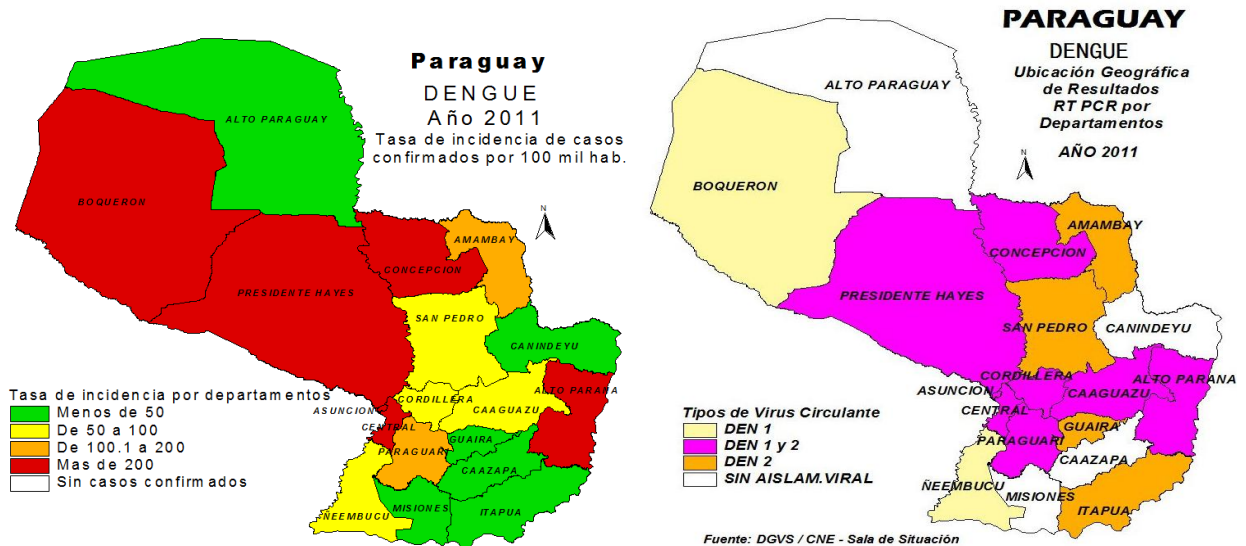 Paraguay
DENGUE
Año 2011
Tasa de incidencia de casos
confirmados por 100 mil hab.
N
ALTO PARAGUAY
BOQUERON
AMAMBAY
CONCEPCION
PRESIDENTE HAYES
SAN PEDRO
CANINDEYU
ALTO PARANA
CORDILLERA
ASUNCION
CAAGUAZU
CENTRAL
GUAIRA
PARAGUARI
CAAZAPA
ÑEEMBUCU
MISIONES
ITAPUA
Tasa de incidencia por departamentos
Menos de 50
De 50 a 100
De 100.1 a 200
Mas de 200
Sin casos confirmados
PARAGUAY
DENGUE
Ubicación Geográfica
de Resultados
RT PCR por
Departamentos
AÑO 2011
N
ALTO PARAGUAY
BOQUERON
AMAMBAY
CONCEPCION
PRESIDENTE HAYES
SAN PEDRO
CANINDEYU
CORDILLERA
ALTO PARANA
ASUNCION
CAAGUAZU
CENTRAL
GUAIRA
PARAGUARI
CAAZAPA
ÑEEMBUCU
MISIONES
ITAPUA
Tipos de Virus Circulante
DEN 1
DEN 1 y 2
DEN 2
SIN AISLAM.VIRAL
Fuente: DGVS / CNE - Sala de Situación